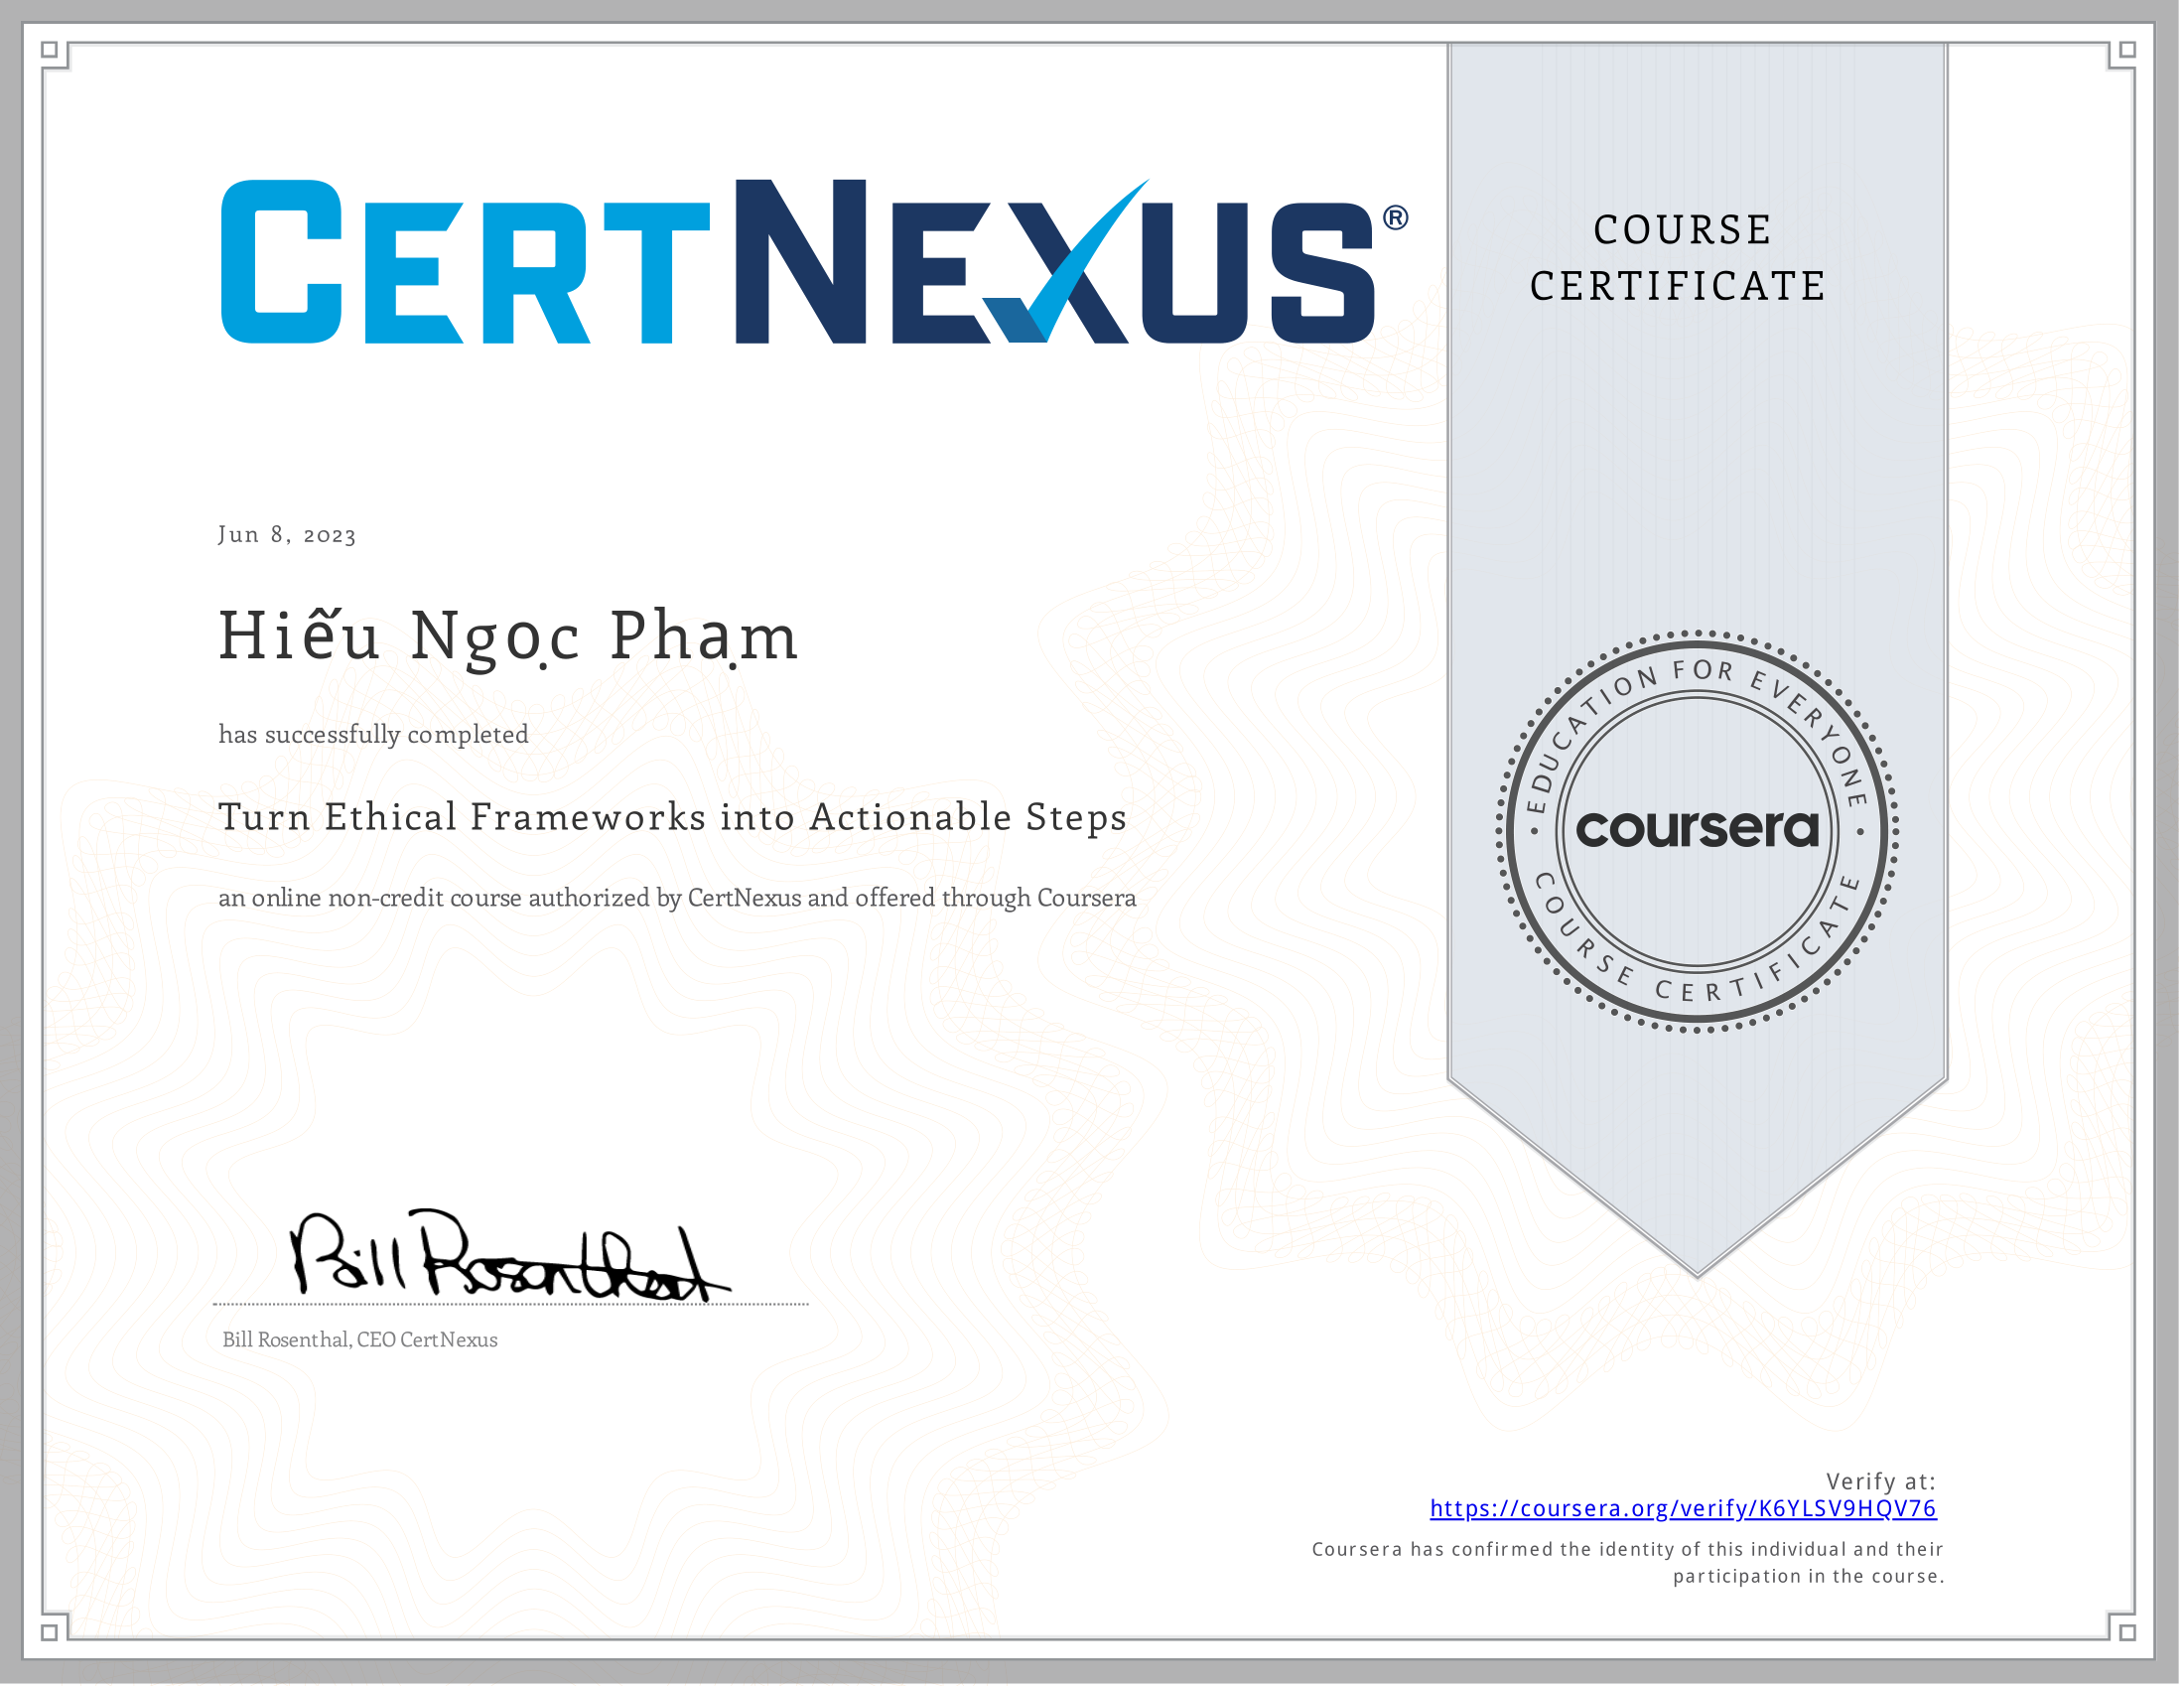 CERTNEXUS®
COURSE
CERTIFICATE
Jun 8, 2023
Hiếu Ngọc Phạm
has successfully completed
Turn Ethical Frameworks into Actionable Steps
an online non-credit course authorized by CertNexus and offered through Coursera
EDUCATION FOR EVERYONE
coursera
COURSE CERTIFICATE
Bill Rosenthal
Bill Rosenthal, CEO CertNexus
Verify at:
https://coursera.org/verify/K6YLSV9HQV76
Coursera has confirmed the identity of this individual and their
participation in the course.